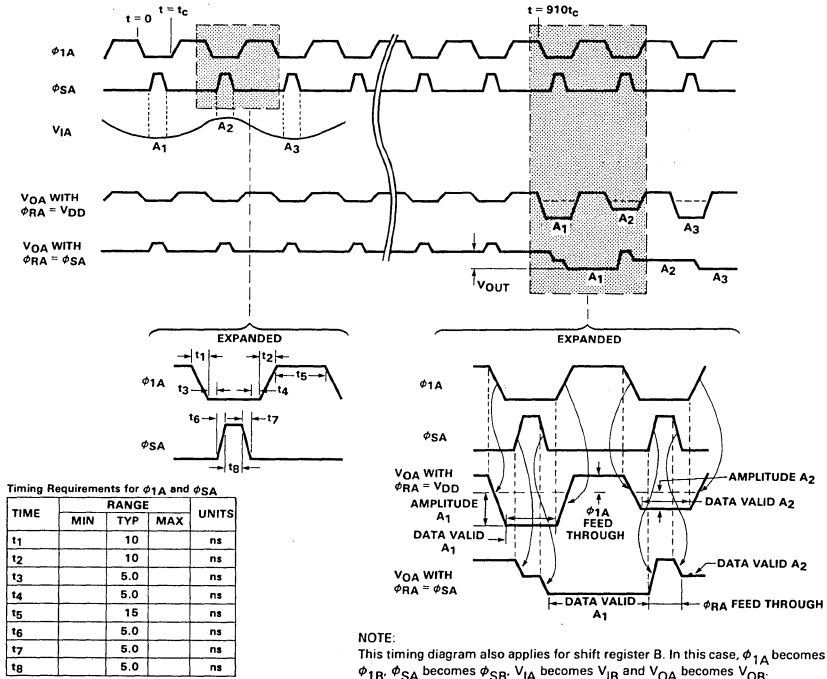 t = 0
t = tc
t = 910tc
ϕ1A
ϕSA
VIA
A1
A2
A3
VOA WITH
ϕRA = VDD
A1
A2
A3
VOA WITH
ϕRA = ϕSA
VOUT
A1
A2
A3
EXPANDED
t1
t2
t5
ϕ1A
t3
t4
t6
t7
ϕSA
t8
EXPANDED
ϕ1A
ϕSA
VOA WITH
ϕRA = VDD
AMPLITUDE
A1
DATA VALID
A1
ϕ1A
FEED
THROUGH
AMPLITUDE A2
DATA VALID A2
VOA WITH
ϕRA = ϕSA
DATA VALID
A1
DATA VALID A2
ϕRA FEED THROUGH
Timing Requirements for ϕ1A and ϕSA
TIME RANGE UNITS
MIN TYP MAX
t1 10 ns
t2 10 ns
t3 5.0 ns
t4 5.0 ns
t5 15 ns
t6 5.0 ns
t7 5.0 ns
t8 5.0 ns
NOTE:
This timing diagram also applies for shift register B. In this case, ϕ1A becomes
ϕ1B, ϕSA becomes ϕSB, VIA becomes VIB and VOA becomes VOB.